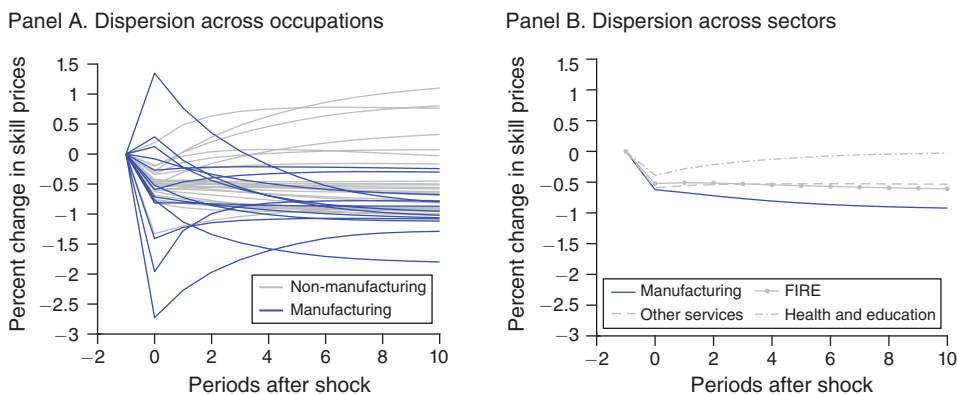 Panel A. Dispersion across occupations
Percent change in skill prices
1.5
1
0.5
0
−0.5
−1
−1.5
−2
−2.5
−3
−2
0
2
4
6
8
10
Periods after shock
Non-manufacturing
Manufacturing
Panel B. Dispersion across sectors
Percent change in skill prices
1.5
1
0.5
0
−0.5
−1
−1.5
−2
−2.5
−3
−2
0
2
4
6
8
10
Periods after shock
Manufacturing
FIRE
Other services
Health and education